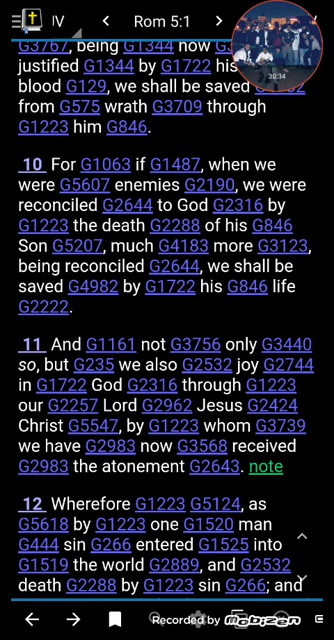 IV Rom 5:1
G3767, being G1344 now
justified G1344 by G1722 his
blood G129, we shall be saved
from G575 wrath G3709 through
G1223 him G846.
10 For G1063 if G1487, when we
were G5607 enemies G2190, we were
reconciled G2644 to God G2316 by
G1223 the death G2288 of his G846
Son G5207, much G4183 more G3123,
being reconciled G2644, we shall be
saved G4982 by G1722 his G846 life
G2222.
11 And G1161 not G3756 only G3440
so, but G235 we also G2532 joy G2744
in G1722 God G2316 through G1223
our G2257 Lord G2962 Jesus G2424
Christ G5547, by G1223 whom G3739
we have G2983 now G3568 received
G2983 the atonement G2643. note
12 Wherefore G1223 G5124, as
G5618 by G1223 one G1520 man
G444 sin G266 entered G1525 into
G1519 the world G2889, and G2532
death G2288 by G1223 sin G266; and
Recorded by mobizen